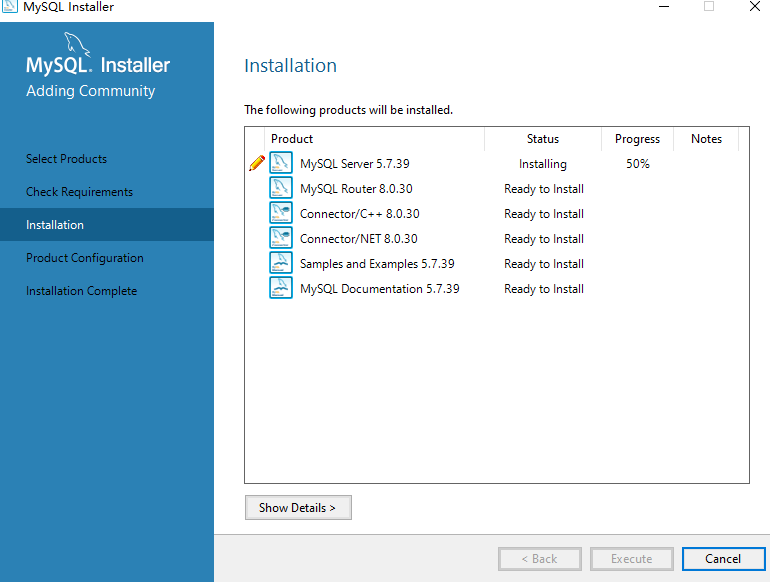 MySQL Installer
MySQL. Installer
Adding Community
Select Products
Check Requirements
Installation
Product Configuration
Installation Complete
Installation
The following products will be installed.
Product Status Progress Notes
MySQL Server 5.7.39 Installing 50%
MySQL Router 8.0.30 Ready to Install
Connector/C++ 8.0.30 Ready to Install
Connector/NET 8.0.30 Ready to Install
Samples and Examples 5.7.39 Ready to Install
MySQL Documentation 5.7.39 Ready to Install
Show Details >
< Back Execute Cancel